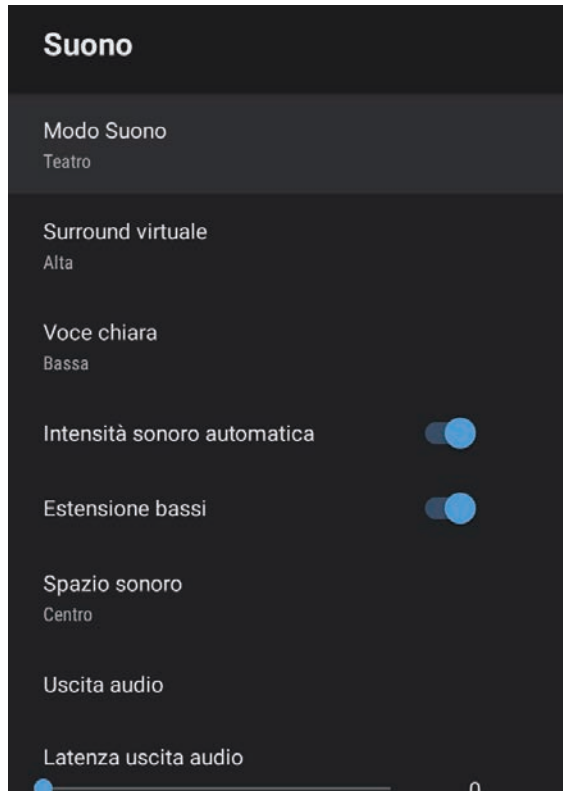 Suono
Modo Suono
Teatro
Surround virtuale
Alta
Voce chiara
Bassa
Intensità sonoro automatica
Estensione bassi
Spazio sonoro
Centro
Uscita audio
Latenza uscita audio
0